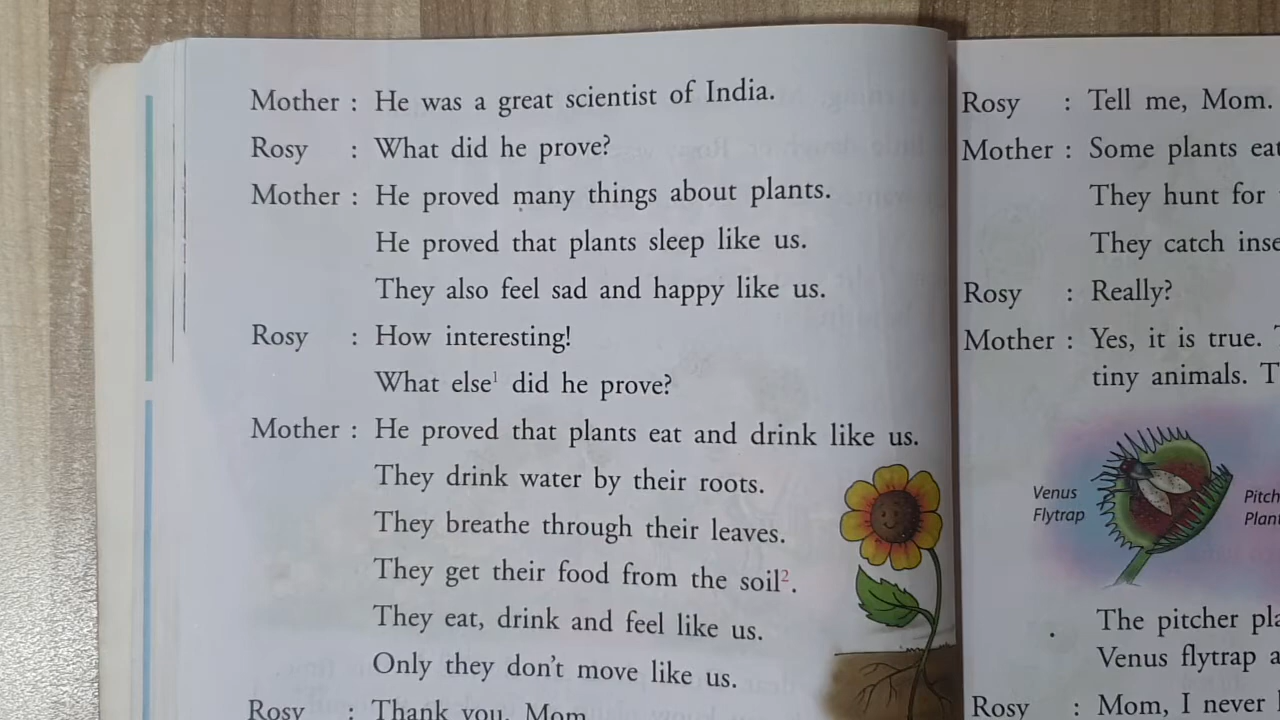 Mother : He was a great scientist of India.
Rosy : What did he prove?
Mother : He proved many things about plants.
He proved that plants sleep like us.
They also feel sad and happy like us.
Rosy : How interesting!
What else¹ did he prove?
Mother : He proved that plants eat and drink like us.
They drink water by their roots.
They breathe through their leaves.
They get their food from the soil².
They eat, drink and feel like us.
Only they don't move like us.
Rosy : Thank you, Mom
Rosy : Tell me, Mom.
Mother : Some plants eat
They hunt for
They catch
Rosy : Really?
Mother : Yes, it is true.
tiny animals.
Venus
Flytrap
The pitcher
Venus flytrap
Rosy : Mom, I never